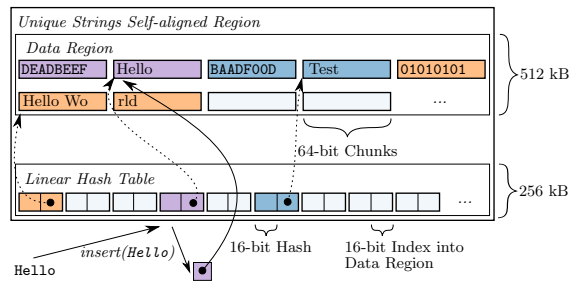 Unique Strings Self-aligned Region
Data Region
DEADBEEF Hello BAADFOOD Test 01010101
Hello Wo rld ...
512 kB
64-bit Chunks
Linear Hash Table
...
256 kB
insert(Hello)
16-bit Hash
16-bit Index into
Data Region
Hello